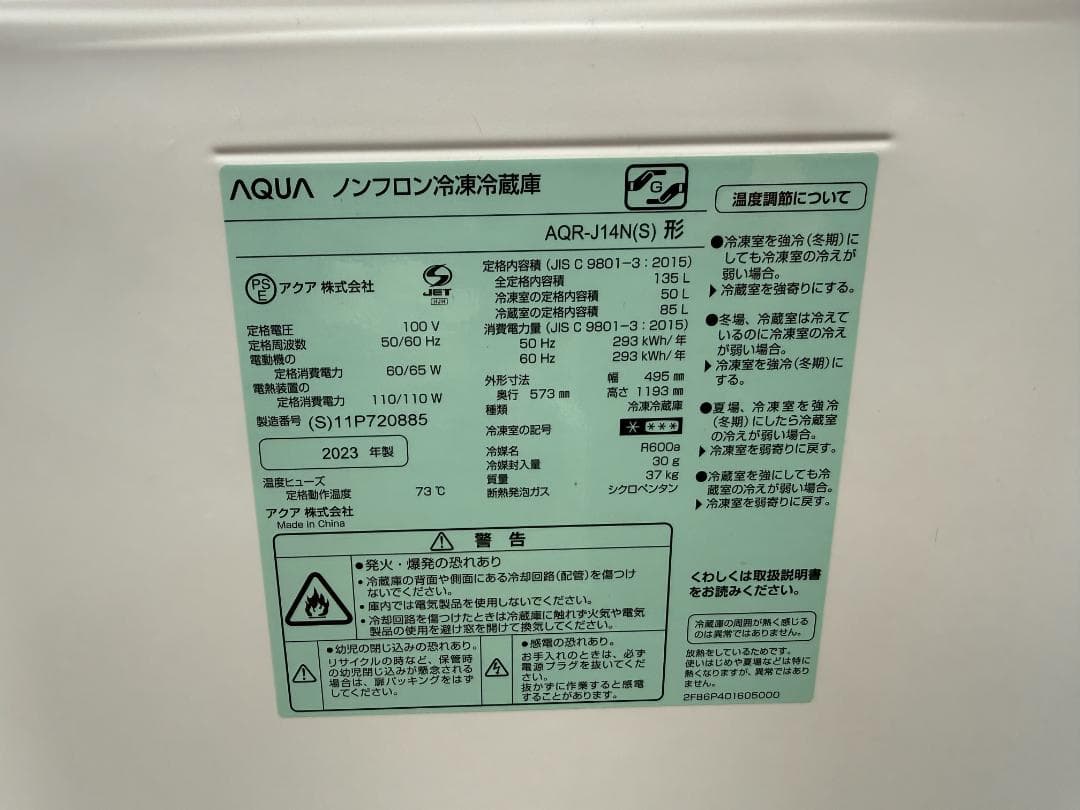 AQUA ノンフロン冷凍冷蔵庫
G
AQR-J14N(S) 形
PS
E
アクア 株式会社
S
JET
定格電圧 100 V
定格周波数 50/60 Hz
電動機の
定格消費電力 60/65 W
電熱装置の
定格消費電力 110/110 W
製造番号 (S)11P720885
2023 年製
温度ヒューズ
定格動作温度 73 ℃
アクア 株式会社
Made in China
定格内容積 (JIS C 9801-3 : 2015)
全定格内容積 135 L
冷凍室の定格内容積 50 L
冷蔵室の定格内容積 85 L
消費電力量 (JIS C 9801-3 : 2015)
50 Hz 293 kWh/年
60 Hz 293 kWh/年
外形寸法 幅 495 ㎜
奥行 573 ㎜ 高さ 1193 ㎜
種類 冷凍冷蔵庫
冷凍室の記号 * ***
冷媒名 R600a
冷媒封入量 30 g
質量 37 kg
断熱発泡ガス シクロペンタン
温度調節について
●冷凍室を強冷(冬期)に
しても冷凍室の冷えが
弱い場合。
▶冷蔵室を強寄りにする。
●冬場、冷蔵室は冷えて
いるのに冷凍室の冷え
が弱い場合。
▶冷凍室を強冷(冬期)に
する。
●夏場、冷凍室を強冷
(冬期)にしたら冷蔵室
の冷えが弱い場合。
▶冷凍室を弱寄りに戻す。
●冷蔵室を強にしても冷
蔵室の冷えが弱い場合。
▶冷凍室を弱寄りに戻す。
くわしくは取扱説明書
をお読みください。
冷蔵庫の周囲が熱く感じる
のは異常ではありません。
放熱をしているためです。
使いはじめや夏場などは特に
熱くなりますが、異常ではあり
ません。
2FB6P4D1605000
警 告
●発火・爆発の恐れあり
•冷蔵庫の背面や側面にある冷却回路(配管)を傷つけ
ないでください。
•庫内では電気製品を使用しないでください。
•冷却回路を傷つけたときは冷蔵庫に触れず火気や電気
製品の使用を避け窓を開けて換気してください。
●幼児の閉じ込みの恐れあり。
リサイクルの時など、保管時
の幼児閉じ込みが懸念される
場合は、扉パッキングをはず
してください。
●感電の恐れあり。
お手入れのときは、必ず
電源プラグを抜いてくだ
さい。
抜かずに作業すると感電
することがあります。